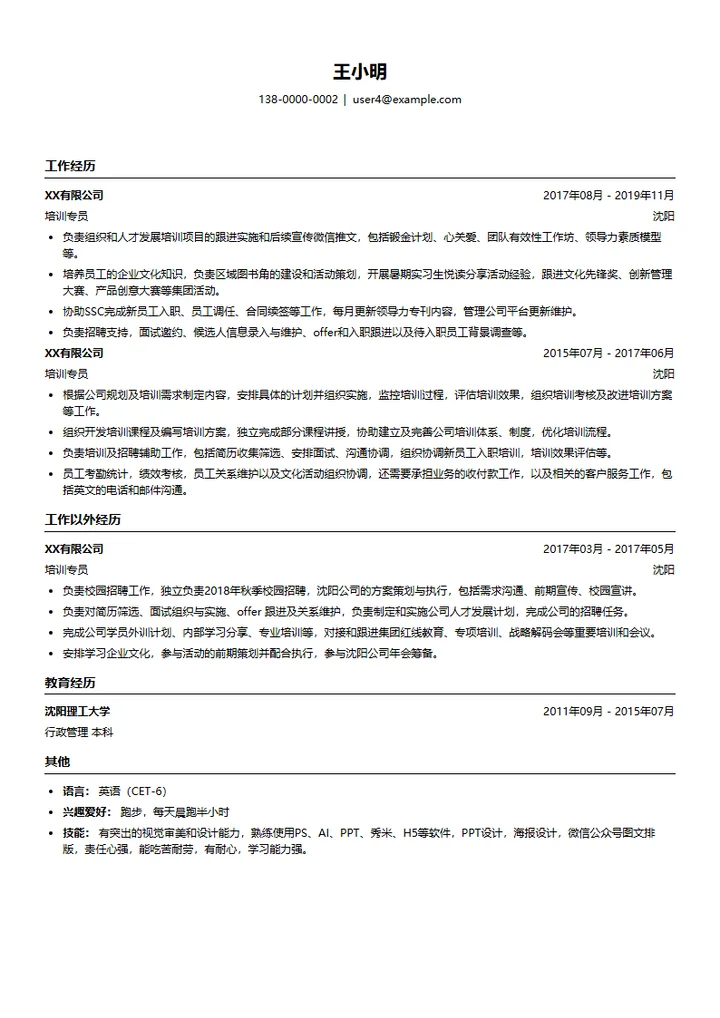 王小明
138-0000-0002 | user4@example.com
工作经历
XX有限公司 2017年08月 - 2019年11月
培训专员 沈阳
• 负责组织和人才发展培训项目的跟进实施和后续宣传微信推文，包括锻金计划、心关爱、团队有效性工作坊、领导力素质模型
等。
• 培养员工的企业文化知识，负责区域图书角的建设和活动策划，开展暑期实习生悦读分享活动经验，跟进文化先锋奖、创新管理
大赛、产品创意大赛等集团活动。
• 协助SSC完成新员工入职、员工调任、合同续签等工作，每月更新领导力专刊内容，管理公司平台更新维护。
• 负责招聘支持，面试邀约、候选人信息录入与维护、offer和入职跟进以及待入职员工背景调查等。
XX有限公司 2015年07月 - 2017年06月
培训专员 沈阳
• 根据公司规划及培训需求制定内容，安排具体的计划并组织实施，监控培训过程，评估培训效果，组织培训考核及改进培训方案
等工作。
• 组织开发培训课程及编写培训方案，独立完成部分课程讲授，协助建立及完善公司培训体系、制度，优化培训流程。
• 负责培训及招聘辅助工作，包括简历收集筛选、安排面试、沟通协调，组织协调新员工入职培训，培训效果评估等。
• 员工考勤统计，绩效考核，员工关系维护以及文化活动组织协调，还需要承担业务的收付款工作，以及相关的客户服务工作，包
括英文的电话和邮件沟通。
工作以外经历
XX有限公司 2017年03月 - 2017年05月
培训专员 沈阳
• 负责校园招聘工作，独立负责2018年秋季校园招聘，沈阳公司的方案策划与执行，包括需求沟通、前期宣传、校园宣讲。
• 负责对简历筛选、面试组织与实施、offer 跟进及关系维护，负责制定和实施公司人才发展计划，完成公司的招聘任务。
• 完成公司学员外训计划、内部学习分享、专业培训等，对接和跟进集团红线教育、专项培训、战略解码会等重要培训和会议。
• 安排学习企业文化，参与活动的前期策划并配合执行，参与沈阳公司年会筹备。
教育经历
沈阳理工大学 2011年09月 - 2015年07月
行政管理 本科
其他
• 语言： 英语（CET-6）
• 兴趣爱好： 跑步，每天晨跑半小时
• 技能： 有突出的视觉审美和设计能力，熟练使用PS、AI、PPT、秀米、H5等软件，PPT设计，海报设计，微信公众号图文排
版，责任心强，能吃苦耐劳，有耐心，学习能力强。